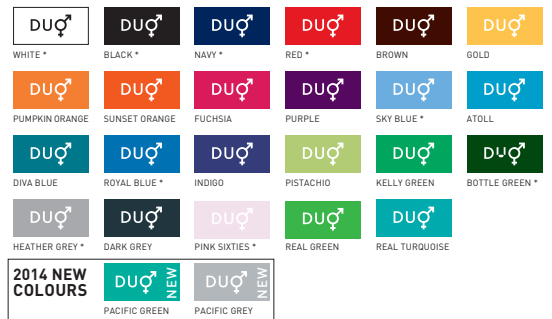 DUO DUO DUO DUO DUO DUO
WHITE * BLACK * NAVY * RED * BROWN GOLD
DUO DUO DUO DUO DUO DUO
PUMPKIN ORANGE SUNSET ORANGE FUCHSIA PURPLE SKY BLUE * ATOLL
DUO DUO DUO DUO DUO DUO
DIVA BLUE ROYAL BLUE * INDIGO PISTACHIO KELLY GREEN BOTTLE GREEN *
DUO DUO DUO DUO DUO
HEATHER GREY * DARK GREY PINK SIXTIES * REAL GREEN REAL TURQUOISE
2014 NEW
COLOURS
DUO NEW DUO NEW
PACIFIC GREEN PACIFIC GREY